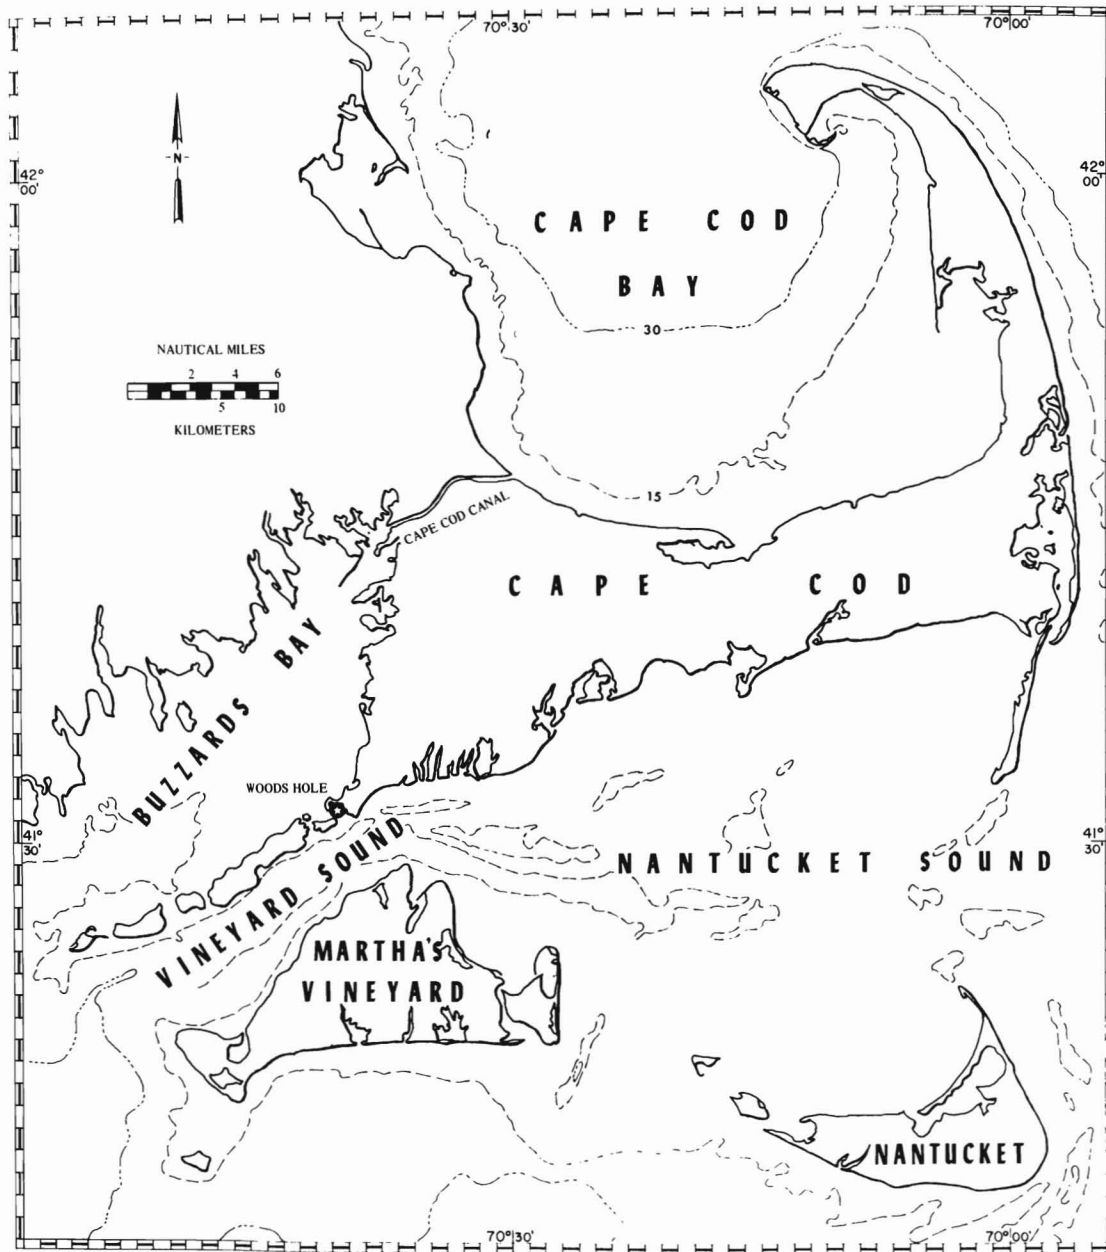 70°30'
70°00'
N
42°
00'
42°
00'
CAPE COD
BAY
30
NAUTICAL MILES
2 4 6
5 10
KILOMETERS
15
CAPE COD CANAL
CAPE COD
BUZZARDS BAY
WOODS HOLE
41°
30'
41°
30'
VINEYARD SOUND
NANTUCKET SOUND
MARTHA'S
VINEYARD
NANTUCKET
70°30'
70°00'